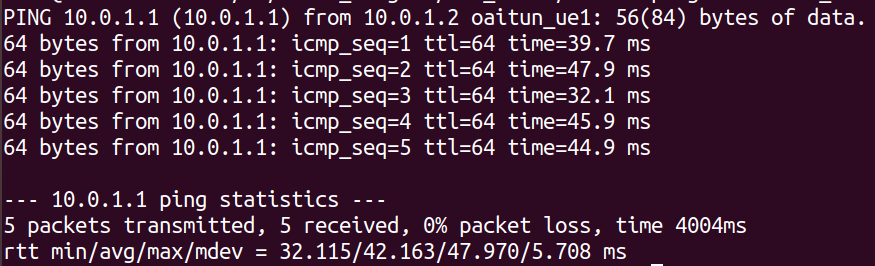 PING 10.0.1.1 (10.0.1.1) from 10.0.1.2 oaitun_ue1: 56(84) bytes of data.
64 bytes from 10.0.1.1: icmp_seq=1 ttl=64 time=39.7 ms
64 bytes from 10.0.1.1: icmp_seq=2 ttl=64 time=47.9 ms
64 bytes from 10.0.1.1: icmp_seq=3 ttl=64 time=32.1 ms
64 bytes from 10.0.1.1: icmp_seq=4 ttl=64 time=45.9 ms
64 bytes from 10.0.1.1: icmp_seq=5 ttl=64 time=44.9 ms
--- 10.0.1.1 ping statistics ---
5 packets transmitted, 5 received, 0% packet loss, time 4004ms
rtt min/avg/max/mdev = 32.115/42.163/47.970/5.708 ms